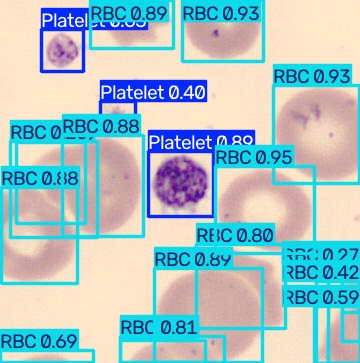 RBC 0.89
RBC 0.93
RBC 0.93
Platelet 0.40
RBC 0.88
Platelet 0.89
RBC 0.95
RBC 0.88
RBC 0.80
RBC 0.89
0.27
RBC 0.42
RBC 0.59
RBC 0.81
RBC 0.69